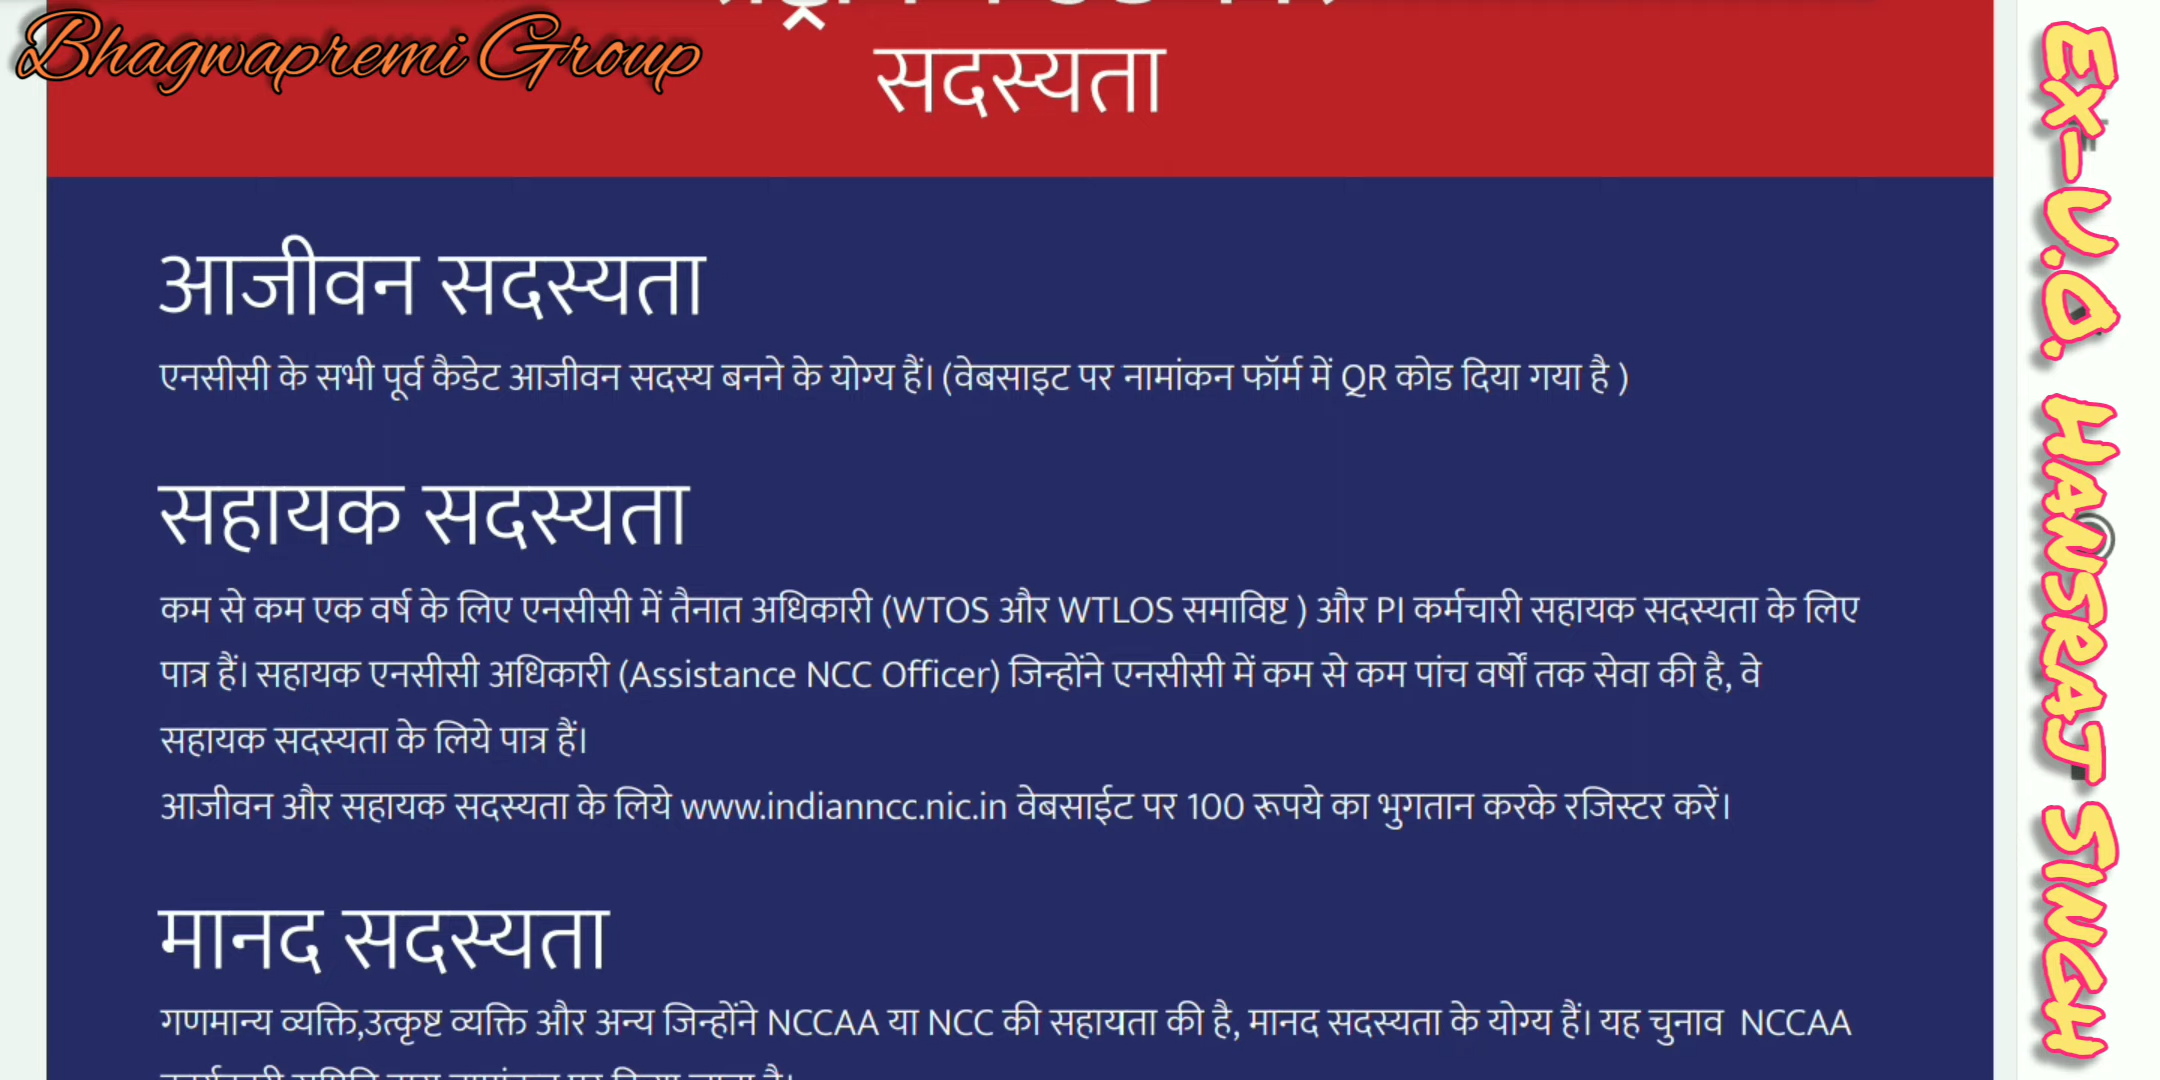 Bhagwapremi Group
सदस्यता
आजीवन सदस्यता
एनसीसी के सभी पूर्व कैडेट आजीवन सदस्य बनने के योग्य हैं। (वेबसाइट पर नामांकन फॉर्म में QR कोड दिया गया है )
सहायक सदस्यता
कम से कम एक वर्ष के लिए एनसीसी में तैनात अधिकारी (WTOS और WTLOS समाविष्ट ) और PI कर्मचारी सहायक सदस्यता के लिए
पात्र हैं। सहायक एनसीसी अधिकारी (Assistance NCC Officer) जिन्होंने एनसीसी में कम से कम पांच वर्षों तक सेवा की है, वे
सहायक सदस्यता के लिये पात्र हैं।
आजीवन और सहायक सदस्यता के लिये www.indianncc.nic.in वेबसाईट पर 100 रूपये का भुगतान करके रजिस्टर करें।
मानद सदस्यता
गणमान्य व्यक्ति,उत्कृष्ट व्यक्ति और अन्य जिन्होंने NCCAA या NCC की सहायता की है, मानद सदस्यता के योग्य हैं। यह चुनाव NCCAA
Ex-U.O. HANSRAJ SINGH